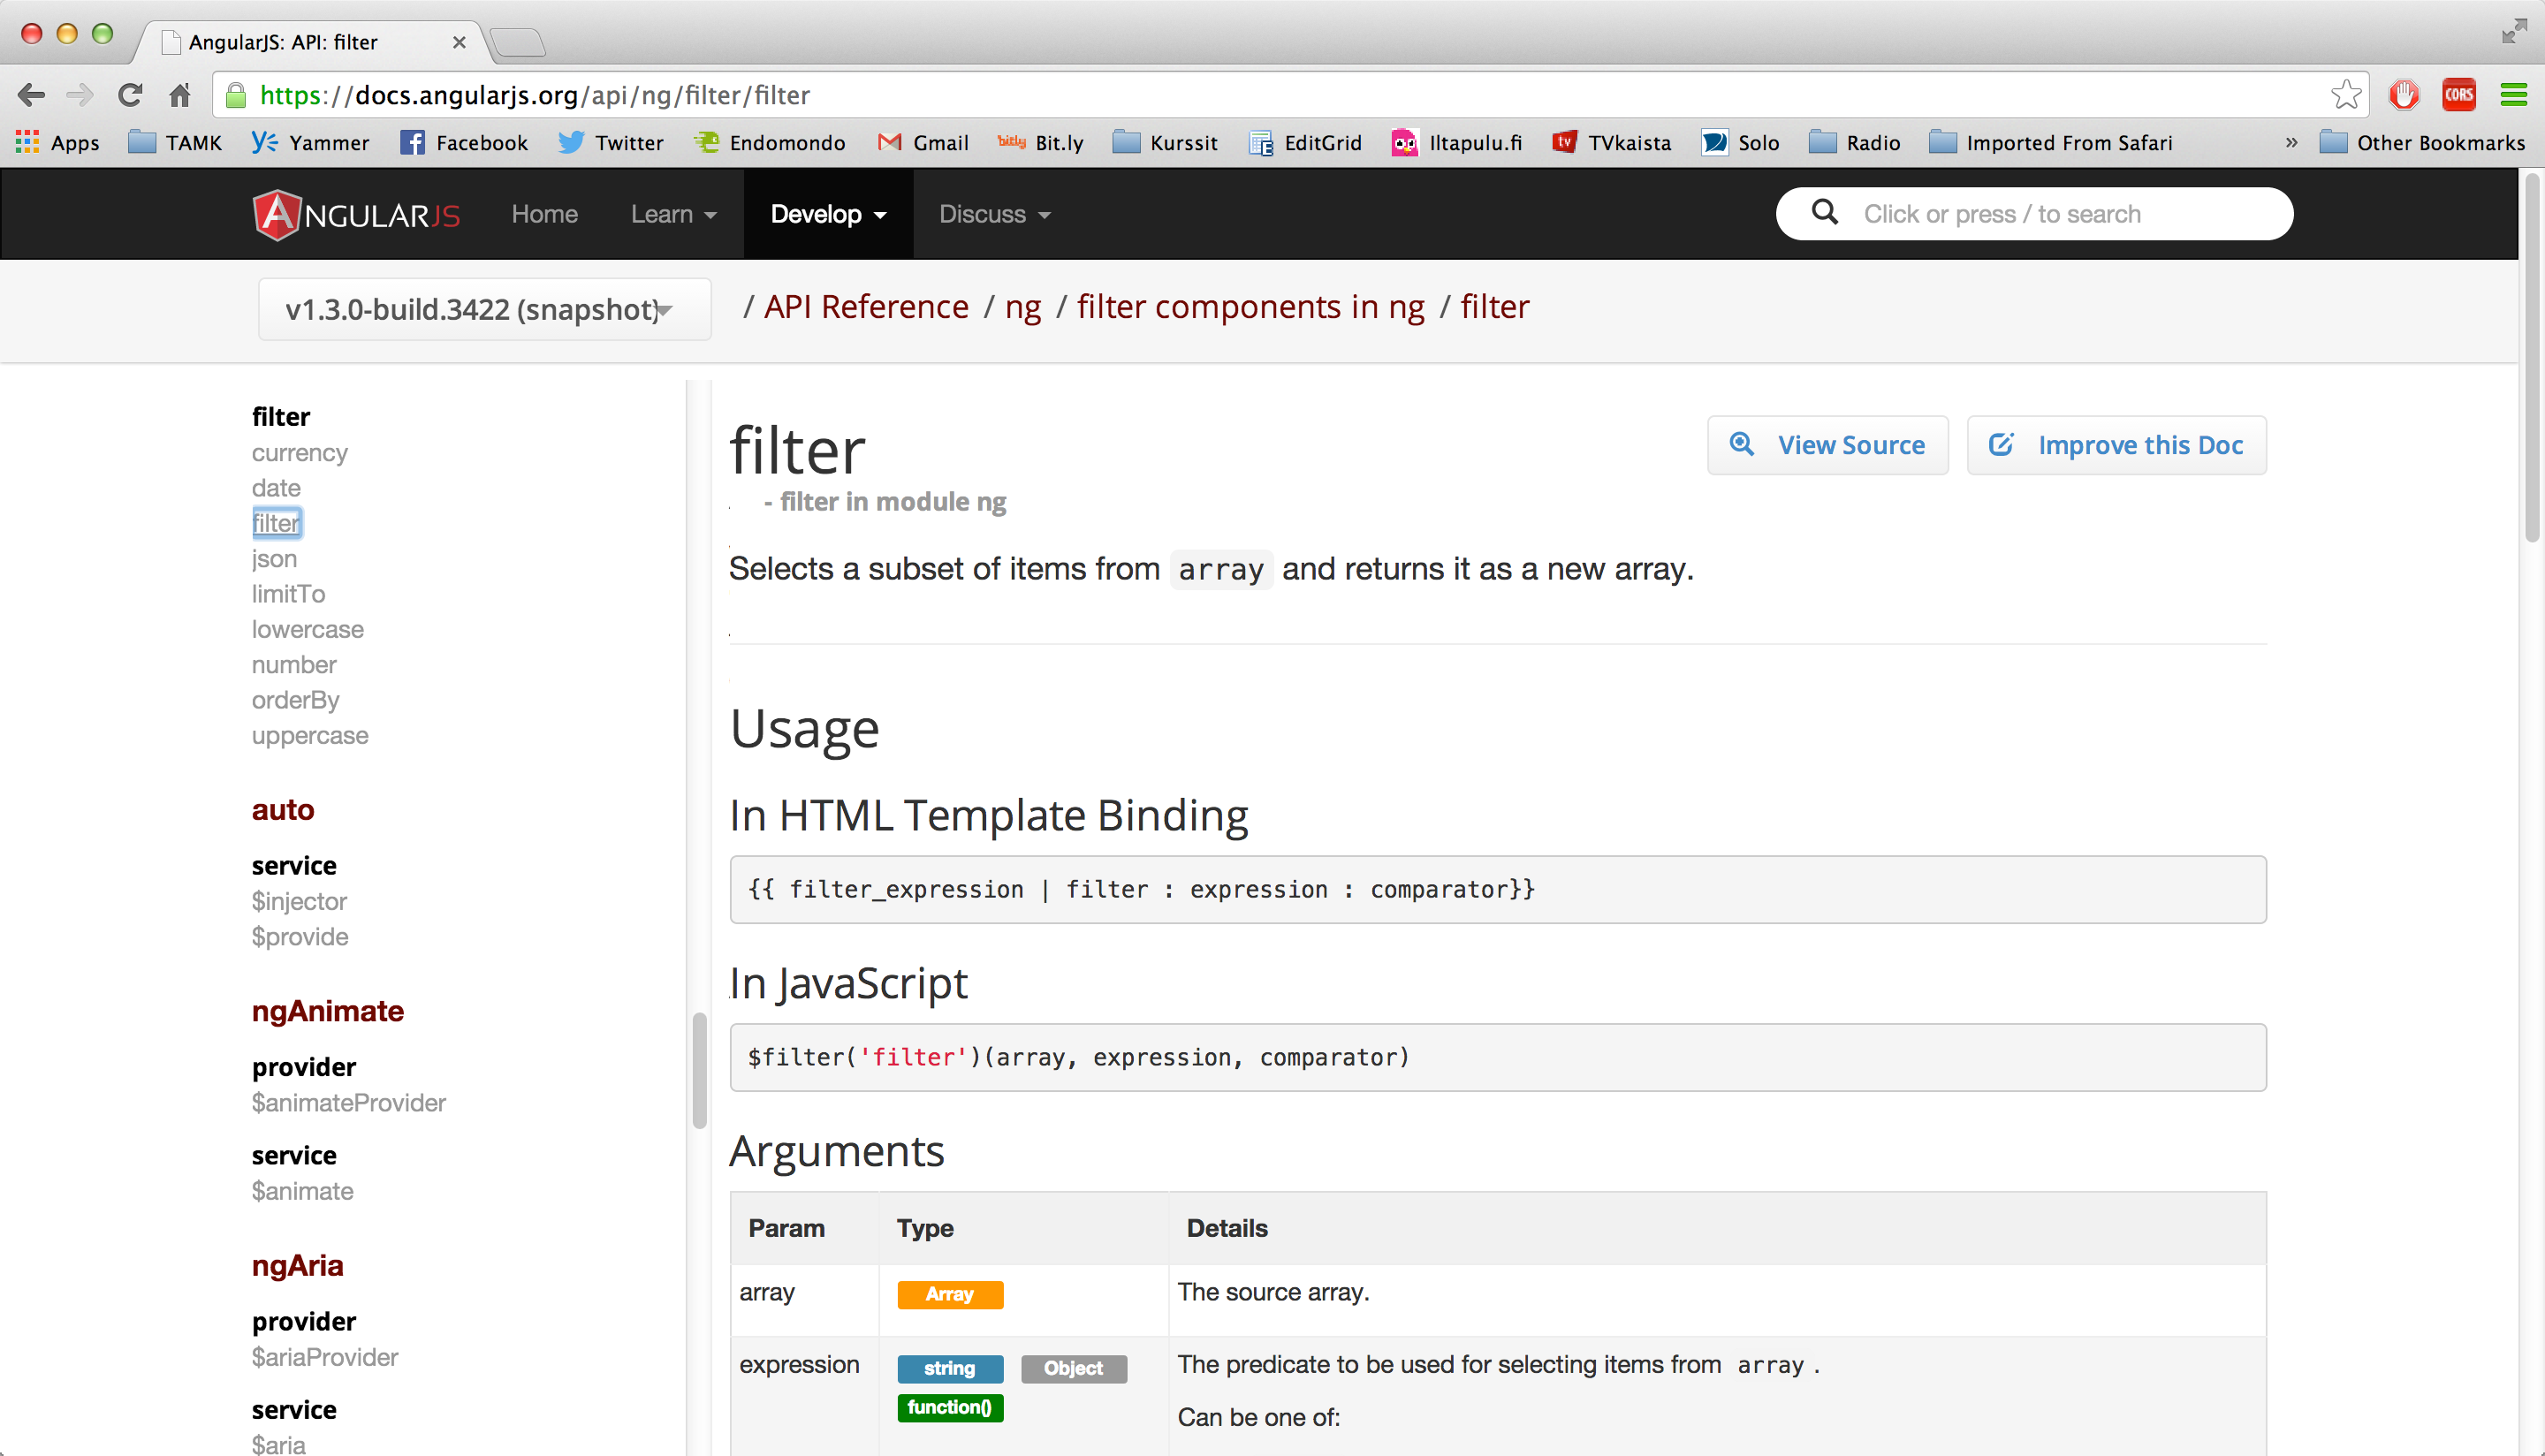 AngularJS: API: filter
https://docs.angularjs.org/api/ng/filter/filter
CORS
Apps TAMK Yammer Facebook Twitter Endomondo Gmail bitly Bit.ly Kurssit EditGrid Iltapulu.fi tv TVkaista Solo Radio Imported From Safari » Other Bookmarks
ANGULARJS Home Learn Develop Discuss Click or press / to search
v1.3.0-build.3422 (snapshot) / API Reference / ng / filter components in ng / filter
filter
currency
date
filter
json
limitTo
lowercase
number
orderBy
uppercase
auto
service
$injector
$provide
ngAnimate
provider
$animateProvider
service
$animate
ngAria
provider
$ariaProvider
service
$aria
filter
View Source Improve this Doc
- filter in module ng
Selects a subset of items from array and returns it as a new array.
Usage
In HTML Template Binding
{{ filter_expression | filter : expression : comparator}}
In JavaScript
$filter('filter')(array, expression, comparator)
Arguments
Param Type Details
array Array The source array.
expression string Object The predicate to be used for selecting items from array .
function() Can be one of: